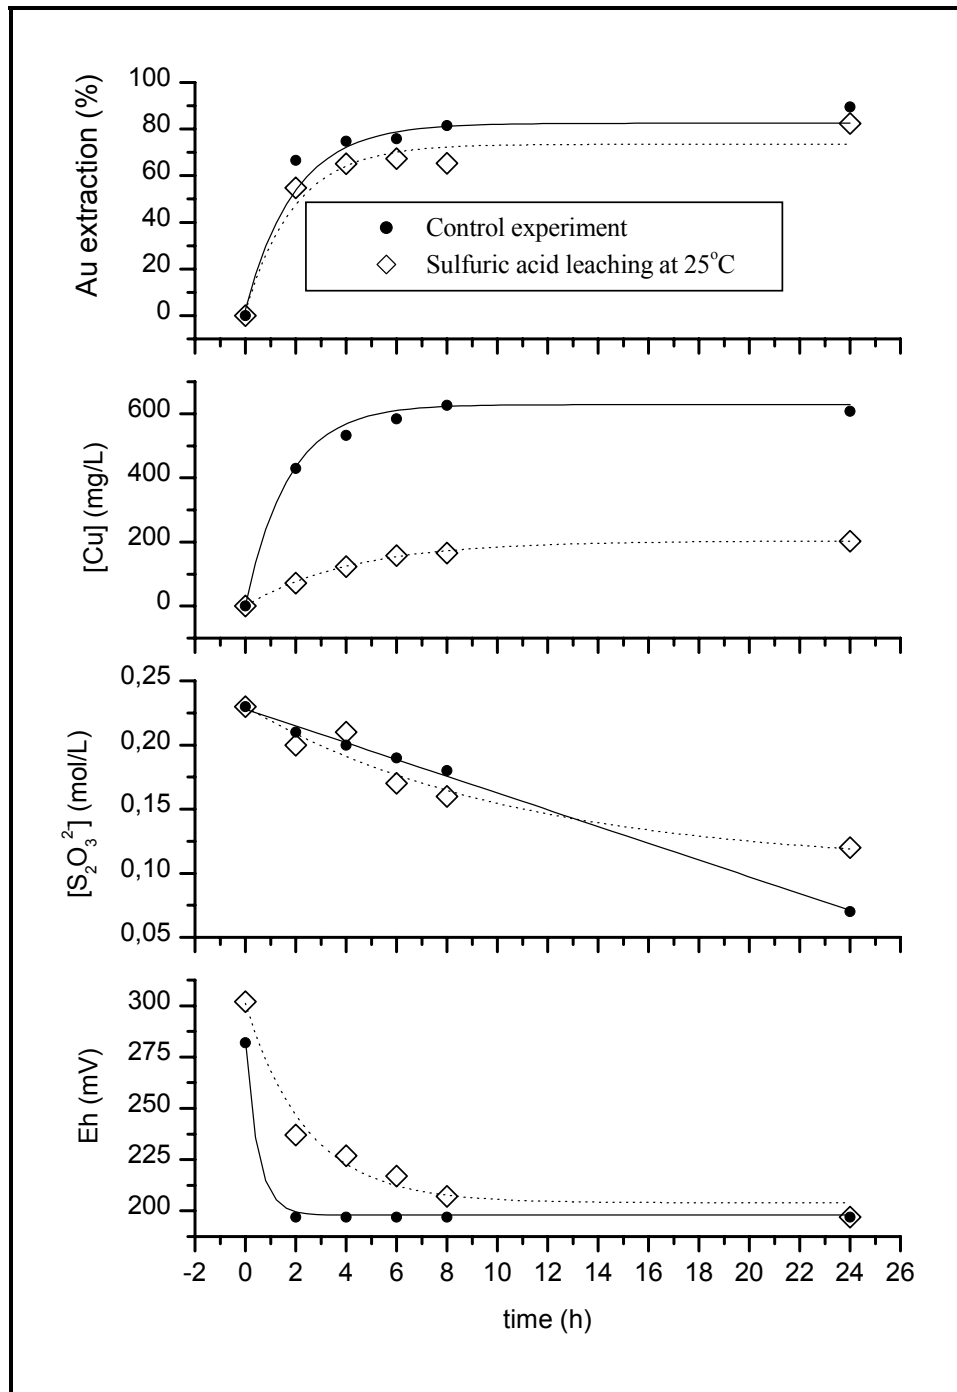 Au extraction (%)
100
80
60
40
20
0
Control experiment
Sulfuric acid leaching at 25°C
[Cu] (mg/L)
600
400
200
0
[S₂O₃²⁻] (mol/L)
0,25
0,20
0,15
0,10
0,05
Eh (mV)
300
275
250
225
200
-2 0 2 4 6 8 10 12 14 16 18 20 22 24 26
time (h)